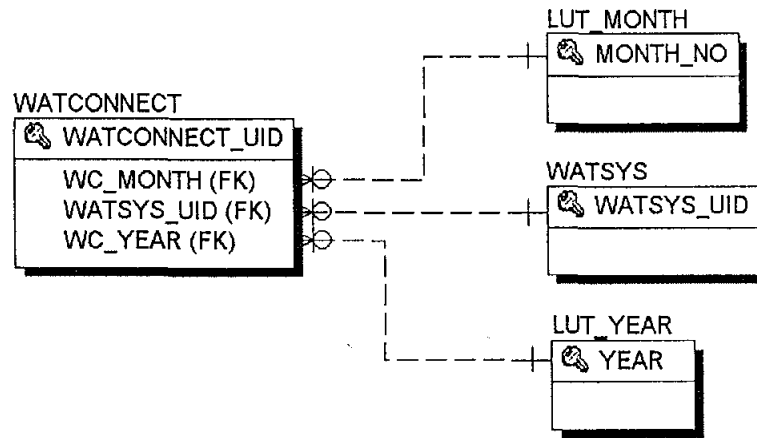 LUT_MONTH
MONTH_NO
WATCONNECT
WATCONNECT_UID
WC_MONTH (FK)
WATSYS_UID (FK)
WC_YEAR (FK)
WATSYS
WATSYS_UID
LUT_YEAR
YEAR